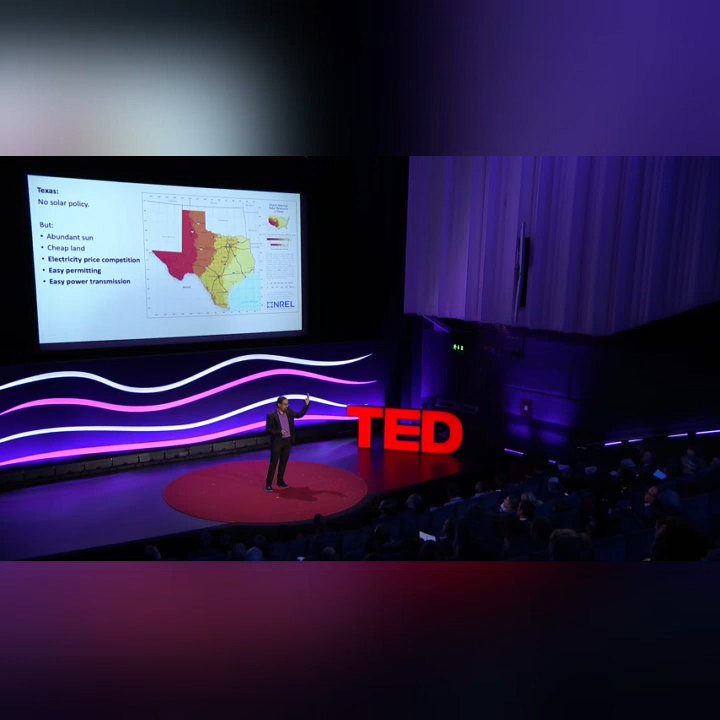 Texas:
No solar policy.
But:
• Abundant sun
• Cheap land
• Electricity price competition
• Easy permitting
• Easy power transmission
NREL
TED